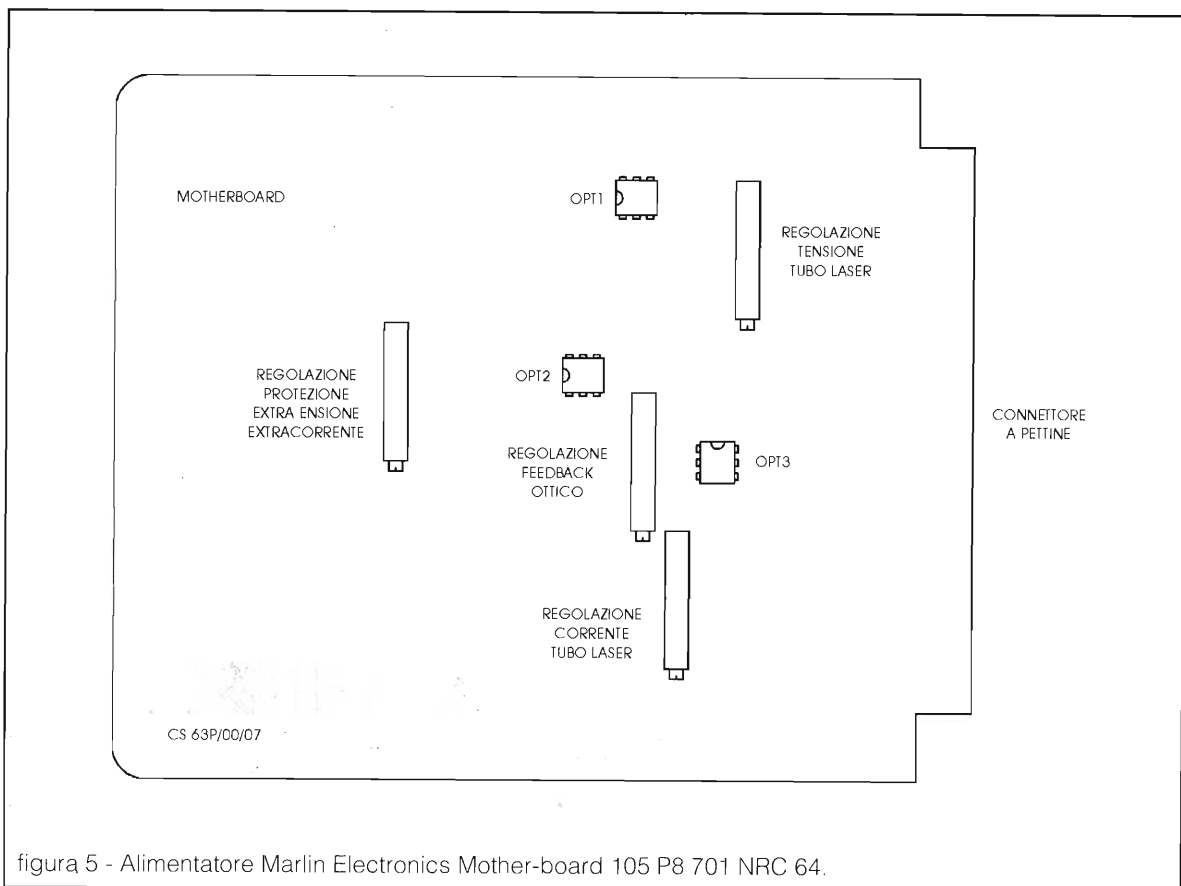 MOTHERBOARD
OPT1
REGOLAZIONE
TENSIONE
TUBO LASER
REGOLAZIONE
PROTEZIONE
EXTRA ENSIONE
EXTRACORRENTE
OPT2
REGOLAZIONE
FEEDBACK
OTTICO
OPT3
CONNETTORE
A PETTINE
REGOLAZIONE
CORRENTE
TUBO LASER
CS 63P/00/07
figura 5 - Alimentatore Marlin Electronics Mother-board 105 P8 701 NRC 64.